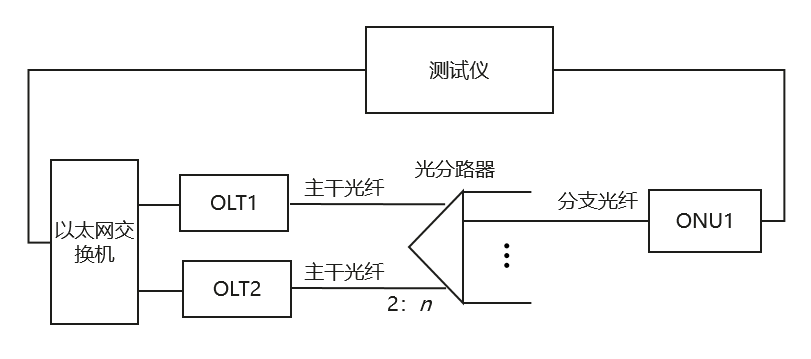 测试仪
光分路器
主干光纤
OLT1
分支光纤
ONU1
以太网交
换机
主干光纤
OLT2
2：n